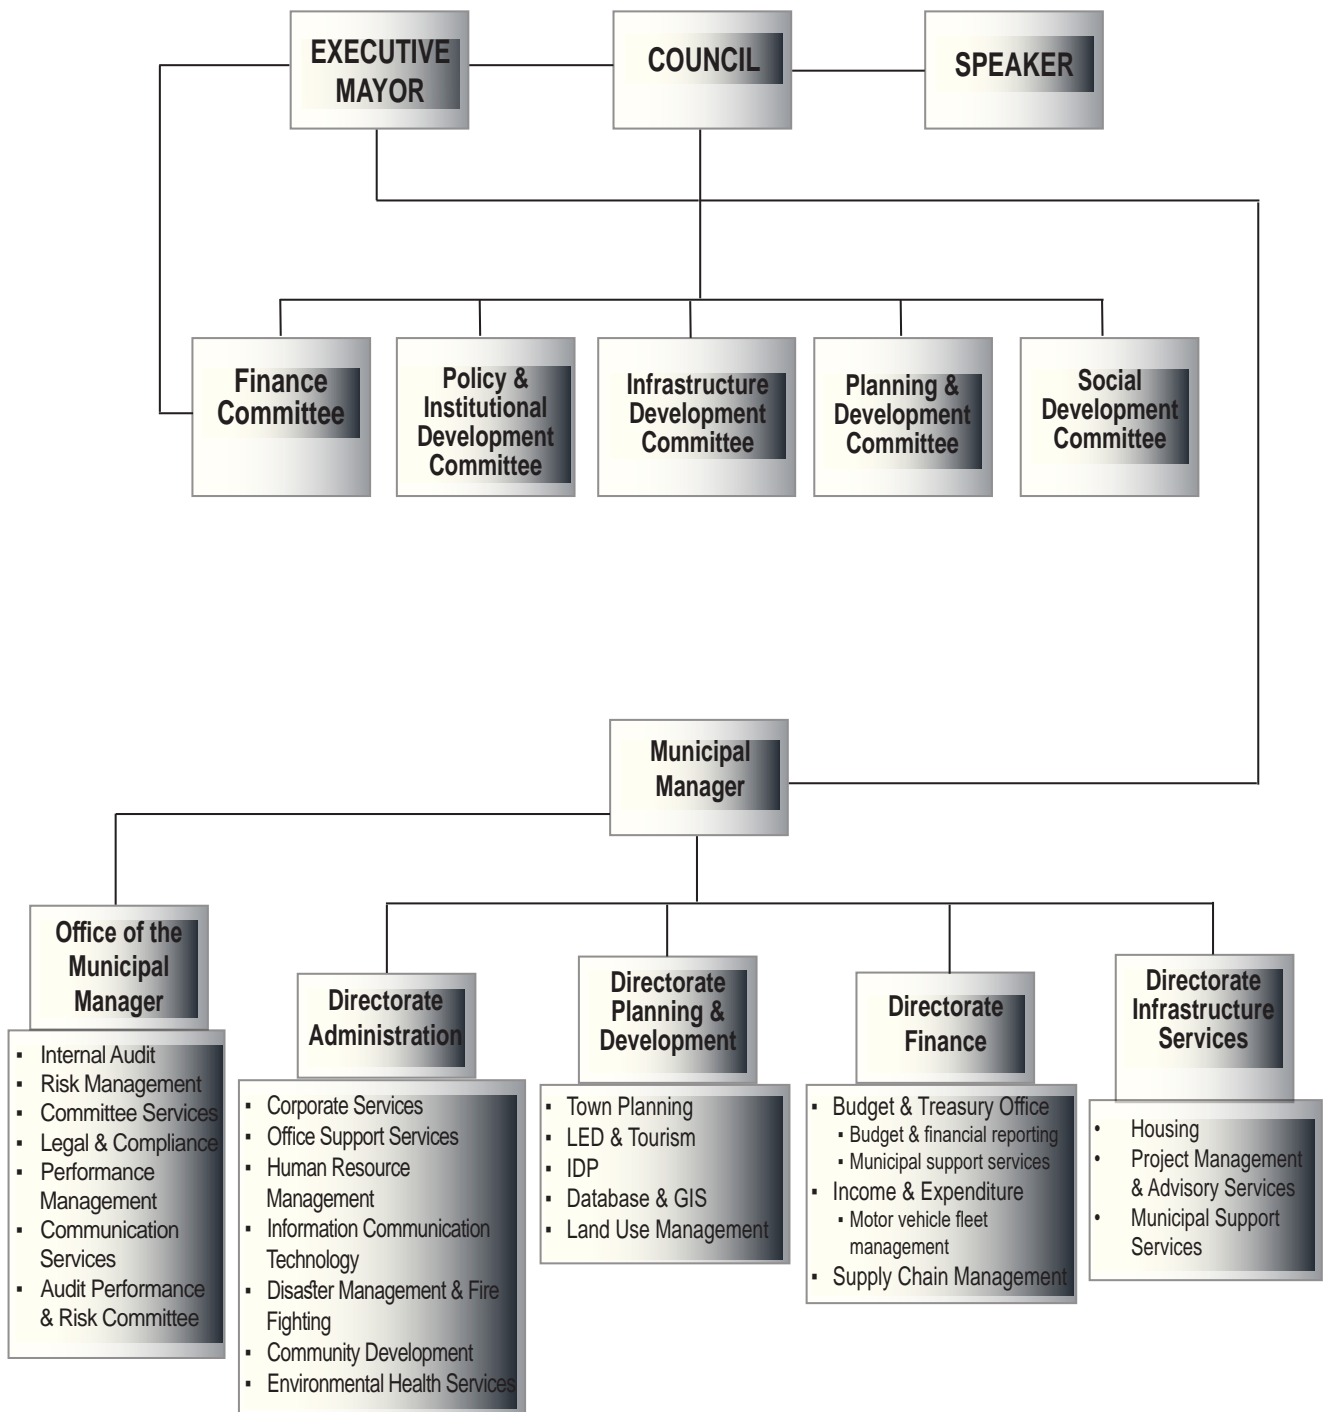 EXECUTIVE
MAYOR
COUNCIL
SPEAKER
Finance
Committee
Policy &
Institutional
Development
Committee
Infrastructure
Development
Committee
Planning &
Development
Committee
Social
Development
Committee
Municipal
Manager
Office of the
Municipal
Manager
▪ Internal Audit
▪ Risk Management
▪ Committee Services
▪ Legal & Compliance
▪ Performance
Management
▪ Communication
Services
▪ Audit Performance
& Risk Committee
Directorate
Administration
▪ Corporate Services
▪ Office Support Services
▪ Human Resource
Management
▪ Information Communication
Technology
▪ Disaster Management & Fire
Fighting
▪ Community Development
▪ Environmental Health Services
Directorate
Planning &
Development
▪ Town Planning
▪ LED & Tourism
▪ IDP
▪ Database & GIS
▪ Land Use Management
Directorate
Finance
▪ Budget & Treasury Office
▪ Budget & financial reporting
▪ Municipal support services
▪ Income & Expenditure
▪ Motor vehicle fleet
management
▪ Supply Chain Management
Directorate
Infrastructure
Services
• Housing
• Project Management
& Advisory Services
• Municipal Support
Services